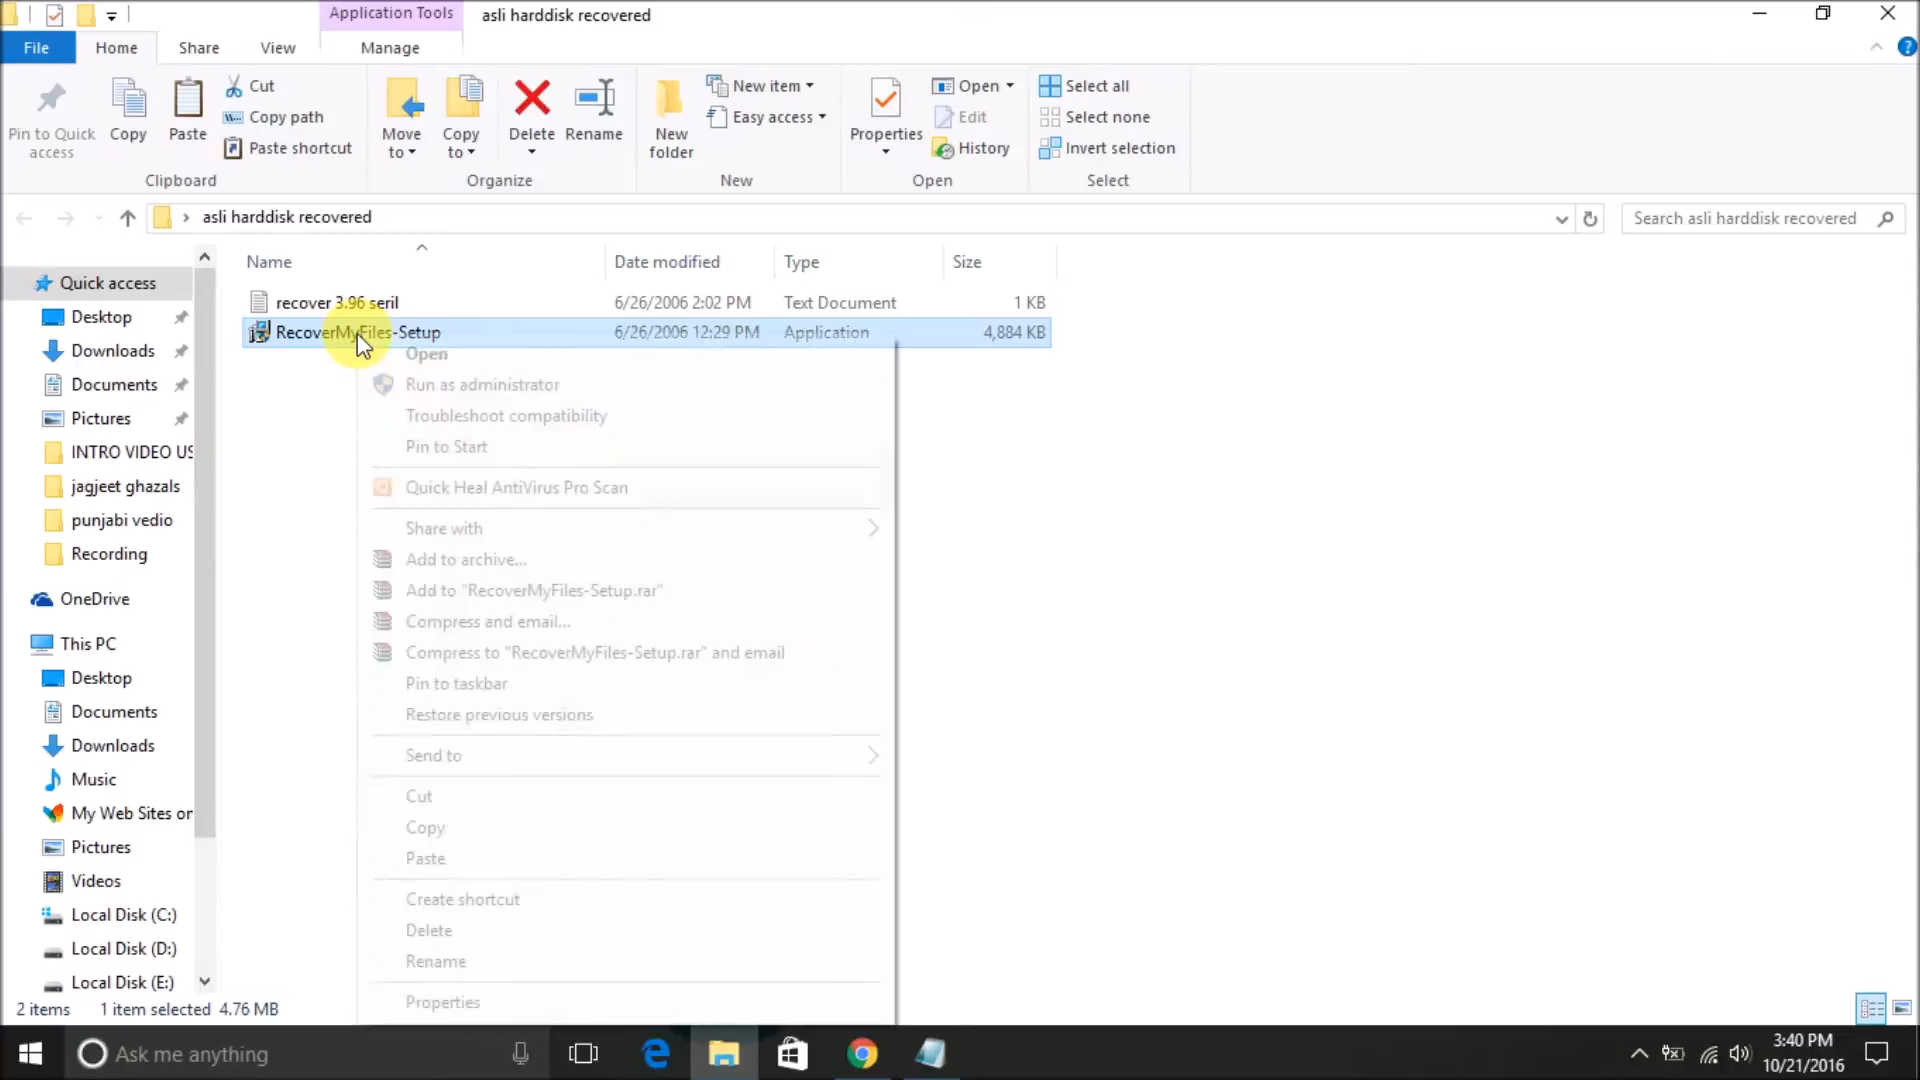 Application Tools
asli harddisk recovered
File
Home
Share
View
Manage
Pin to Quick access
Copy
Paste
Cut
Copy path
Paste shortcut
Clipboard
Move to
Copy to
Delete
Rename
Organize
New folder
New item
Easy access
New
Properties
Open
Edit
History
Open
Select all
Select none
Invert selection
Select
asli harddisk recovered
Search asli harddisk recovered
Name
Date modified
Type
Size
recover 3.96 seril
6/26/2006 2:02 PM
Text Document
1 KB
RecoverMyFiles-Setup
6/26/2006 12:29 PM
Application
4,884 KB
Quick access
Desktop
Downloads
Documents
Pictures
INTRO VIDEO US
jagjeet ghazals
punjabi vedio
Recording
OneDrive
This PC
Desktop
Documents
Downloads
Music
My Web Sites or
Pictures
Videos
Local Disk (C:)
Local Disk (D:)
Local Disk (E:)
Open
Run as administrator
Troubleshoot compatibility
Pin to Start
Quick Heal AntiVirus Pro Scan
Share with
Add to archive...
Add to "RecoverMyFiles-Setup.rar"
Compress and email...
Compress to "RecoverMyFiles-Setup.rar" and email
Pin to taskbar
Restore previous versions
Send to
Cut
Copy
Paste
Create shortcut
Delete
Rename
Properties
2 items
1 item selected 4.76 MB
Ask me anything
3:40 PM
10/21/2016